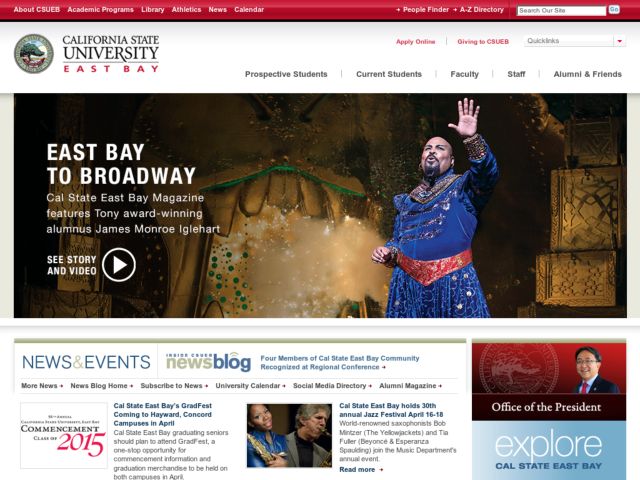 About CSUEB Academic Programs Library Athletics News Calendar
People Finder A-Z Directory
Search Our Site Go
CALIFORNIA STATE
UNIVERSITY
EAST BAY
Apply Online Giving to CSUEB Quicklinks
Prospective Students Current Students Faculty Staff Alumni & Friends
EAST BAY
TO BROADWAY
Cal State East Bay Magazine
features Tony award-winning
alumnus James Monroe Iglehart
SEE STORY
AND VIDEO
NEWS&EVENTS
INSIDE CSUEB
newsblog
Four Members of Cal State East Bay Community
Recognized at Regional Conference
More News News Blog Home Subscribe to News University Calendar Social Media Directory Alumni Magazine
CALIFORNIA STATE UNIVERSITY, EAST BAY
COMMENCEMENT
CLASS OF 2015
Cal State East Bay's GradFest
Coming to Hayward, Concord
Campuses in April
Cal State East Bay graduating seniors
should plan to attend GradFest, a
one-stop opportunity for
commencement information and
graduation merchandise to be held on
both campuses in April.
Cal State East Bay holds 30th
annual Jazz Festival April 16-18
World-renowned saxophonists Bob
Mintzer (The Yellowjackets) and Tia
Fuller (Beyoncé & Esperanza
Spaulding) join the Music Department's
annual event.
Read more
Office of the President
explore
CAL STATE EAST BAY